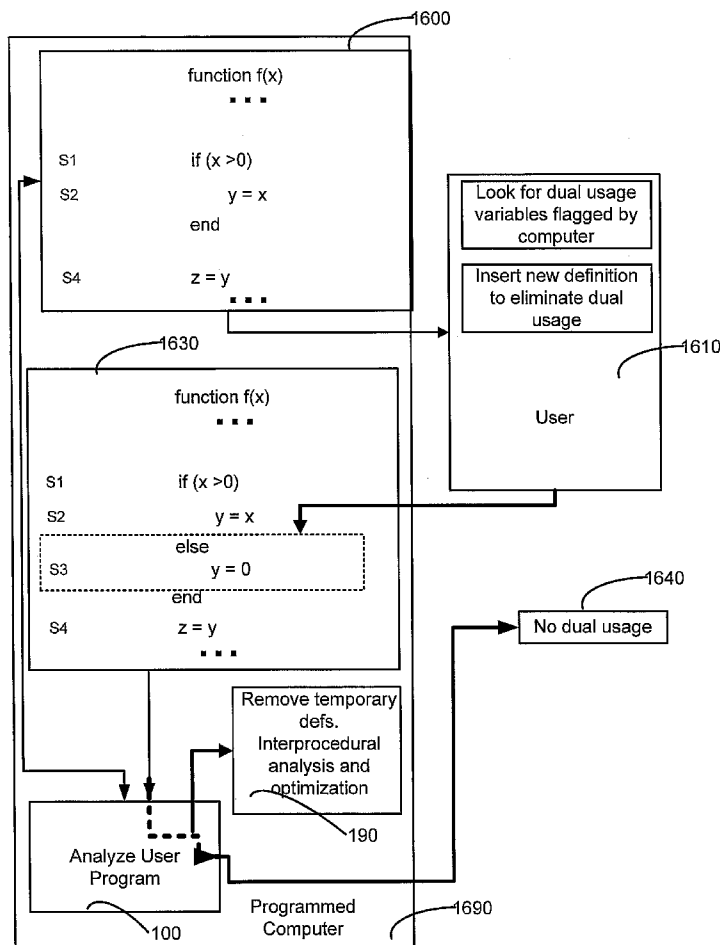 1600
function f(x)
...
S1 if (x >0)
S2 y = x
end
S4 z = y
...
Look for dual usage
variables flagged by
computer
Insert new definition
to eliminate dual
usage
1610
User
1630
function f(x)
...
S1 if (x >0)
S2 y = x
else
S3 y = 0
end
S4 z = y
...
1640
No dual usage
Remove temporary
defs.
Interprocedural
analysis and
optimization
190
Analyze User
Program
100
Programmed
Computer
1690